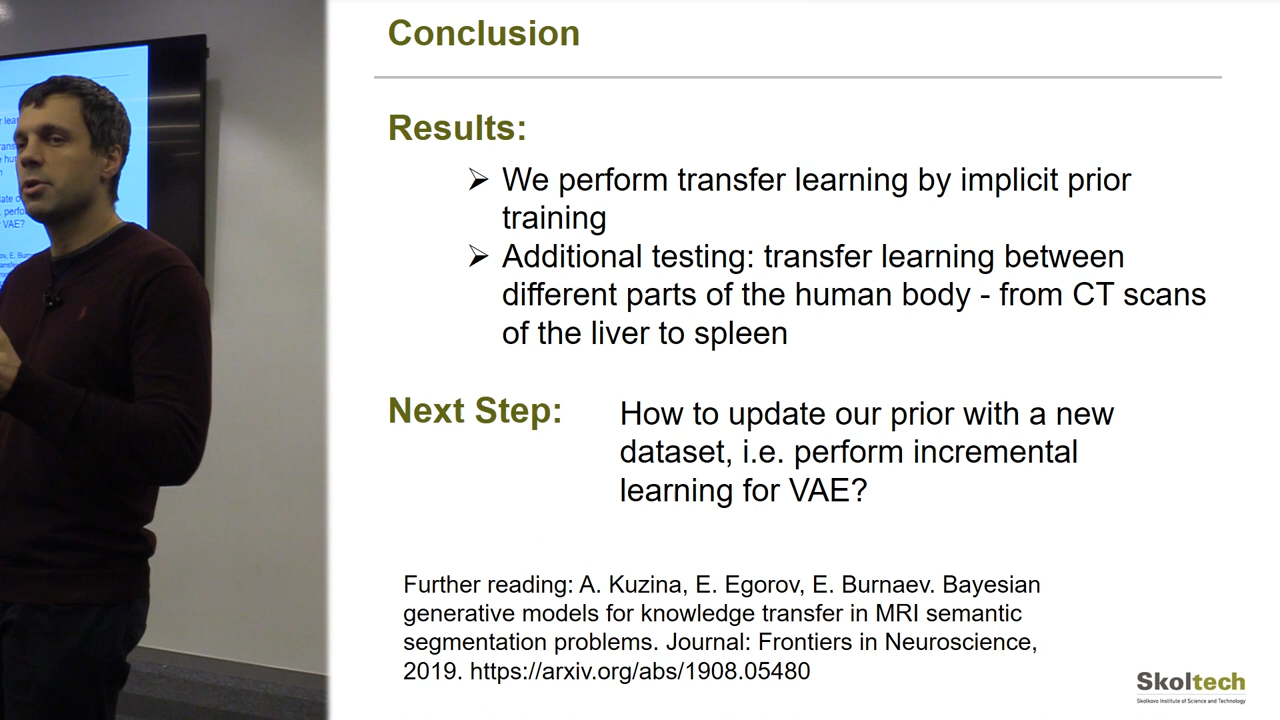 Conclusion
Results:
➢ We perform transfer learning by implicit prior
training
➢ Additional testing: transfer learning between
different parts of the human body - from CT scans
of the liver to spleen
Next Step:
How to update our prior with a new
dataset, i.e. perform incremental
learning for VAE?
Further reading: A. Kuzina, E. Egorov, E. Burnaev. Bayesian
generative models for knowledge transfer in MRI semantic
segmentation problems. Journal: Frontiers in Neuroscience,
2019. https://arxiv.org/abs/1908.05480
Skoltech
Skolkovo Institute of Science and Technology
VAE?